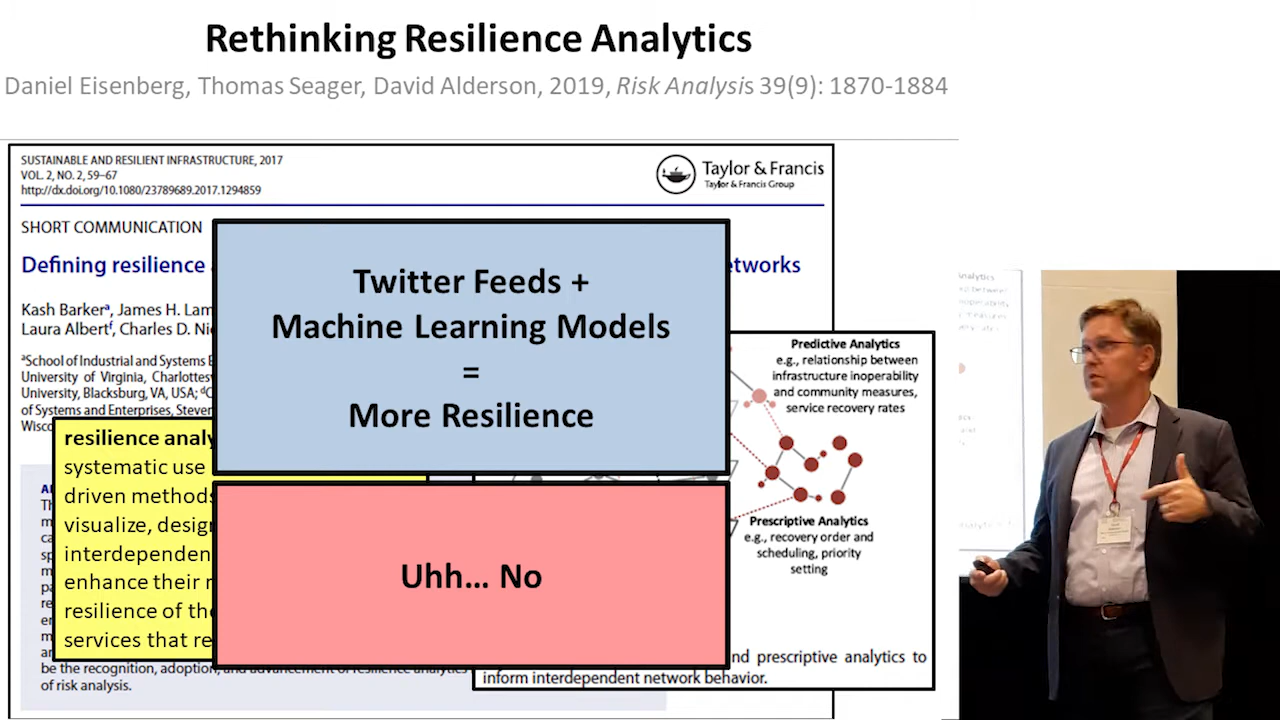 Rethinking Resilience Analytics
Daniel Eisenberg, Thomas Seager, David Alderson, 2019, Risk Analysis 39(9): 1870-1884
SUSTAINABLE AND RESILIENT INFRASTRUCTURE, 2017
VOL. 2, NO. 2, 59–67
http://dx.doi.org/10.1080/23789689.2017.1294859
Taylor & Francis
Taylor & Francis Group
SHORT COMMUNICATION
Defining resilience
Kash Barkerᵃ, James H. Lam
Laura Albertᶠ, Charles D. Ni
ᵃSchool of Industrial and Systems E
University of Virginia, Charlottesv
University, Blacksburg, VA, USA; ᵈC
of Systems and Enterprises, Steven
Wisc
Twitter Feeds +
Machine Learning Models
=
More Resilience
Uhh... No
resilience analy
systematic use
driven methods
visualize, desig
interdependen
enhance their r
resilience of the
services that re
be the recognition, adoption, and advancement of resilience analytics
of risk analysis.
Predictive Analytics
e.g., relationship between
infrastructure inoperability
and community measures,
service recovery rates
Prescriptive Analytics
e.g., recovery order and
scheduling, priority
setting
nd prescriptive analytics to
inform interdependent network behavior.